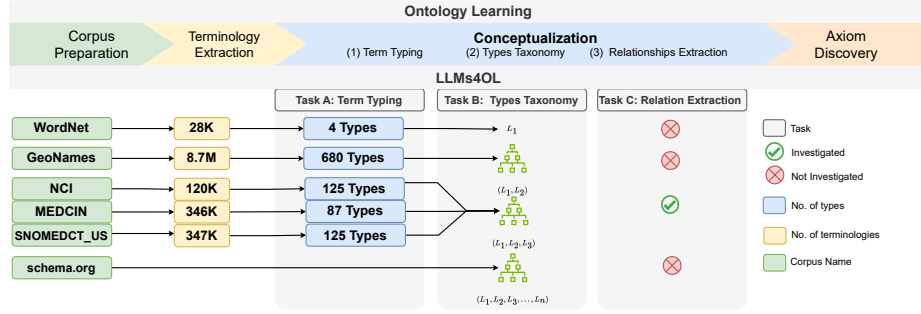 Ontology Learning
Corpus
Preparation
Terminology
Extraction
Conceptualization
(1) Term Typing
(2) Types Taxonomy
(3) Relationships Extraction
Axiom
Discovery
LLMs4OL
Task A: Term Typing
Task B: Types Taxonomy
Task C: Relation Extraction
WordNet
28K
4 Types
L1
GeoNames
8.7M
680 Types
(L1, L2)
NCI
120K
125 Types
MEDCIN
346K
87 Types
SNOMEDCT_US
347K
125 Types
(L1, L2, L3)
schema.org
(L1, L2, L3, ..., Ln)
Task
Investigated
Not Investigated
No. of types
No. of terminologies
Corpus Name